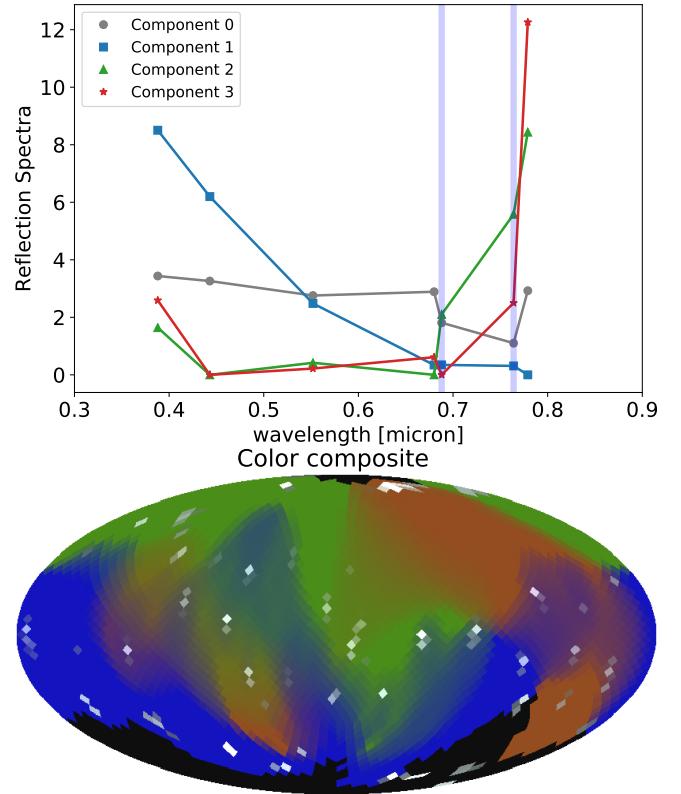 12
10
8
6
4
2
0
Reflection Spectra
Component 0
Component 1
Component 2
Component 3
0.3 0.4 0.5 0.6 0.7 0.8 0.9
wavelength [micron]
Color composite